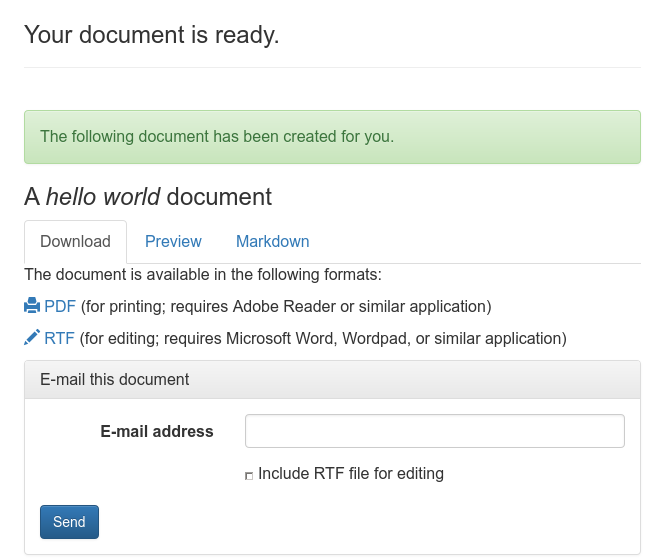 Your document is ready.
The following document has been created for you.
A hello world document
Download Preview Markdown
The document is available in the following formats:
PDF (for printing; requires Adobe Reader or similar application)
RTF (for editing; requires Microsoft Word, Wordpad, or similar application)
E-mail this document
E-mail address
Include RTF file for editing
Send